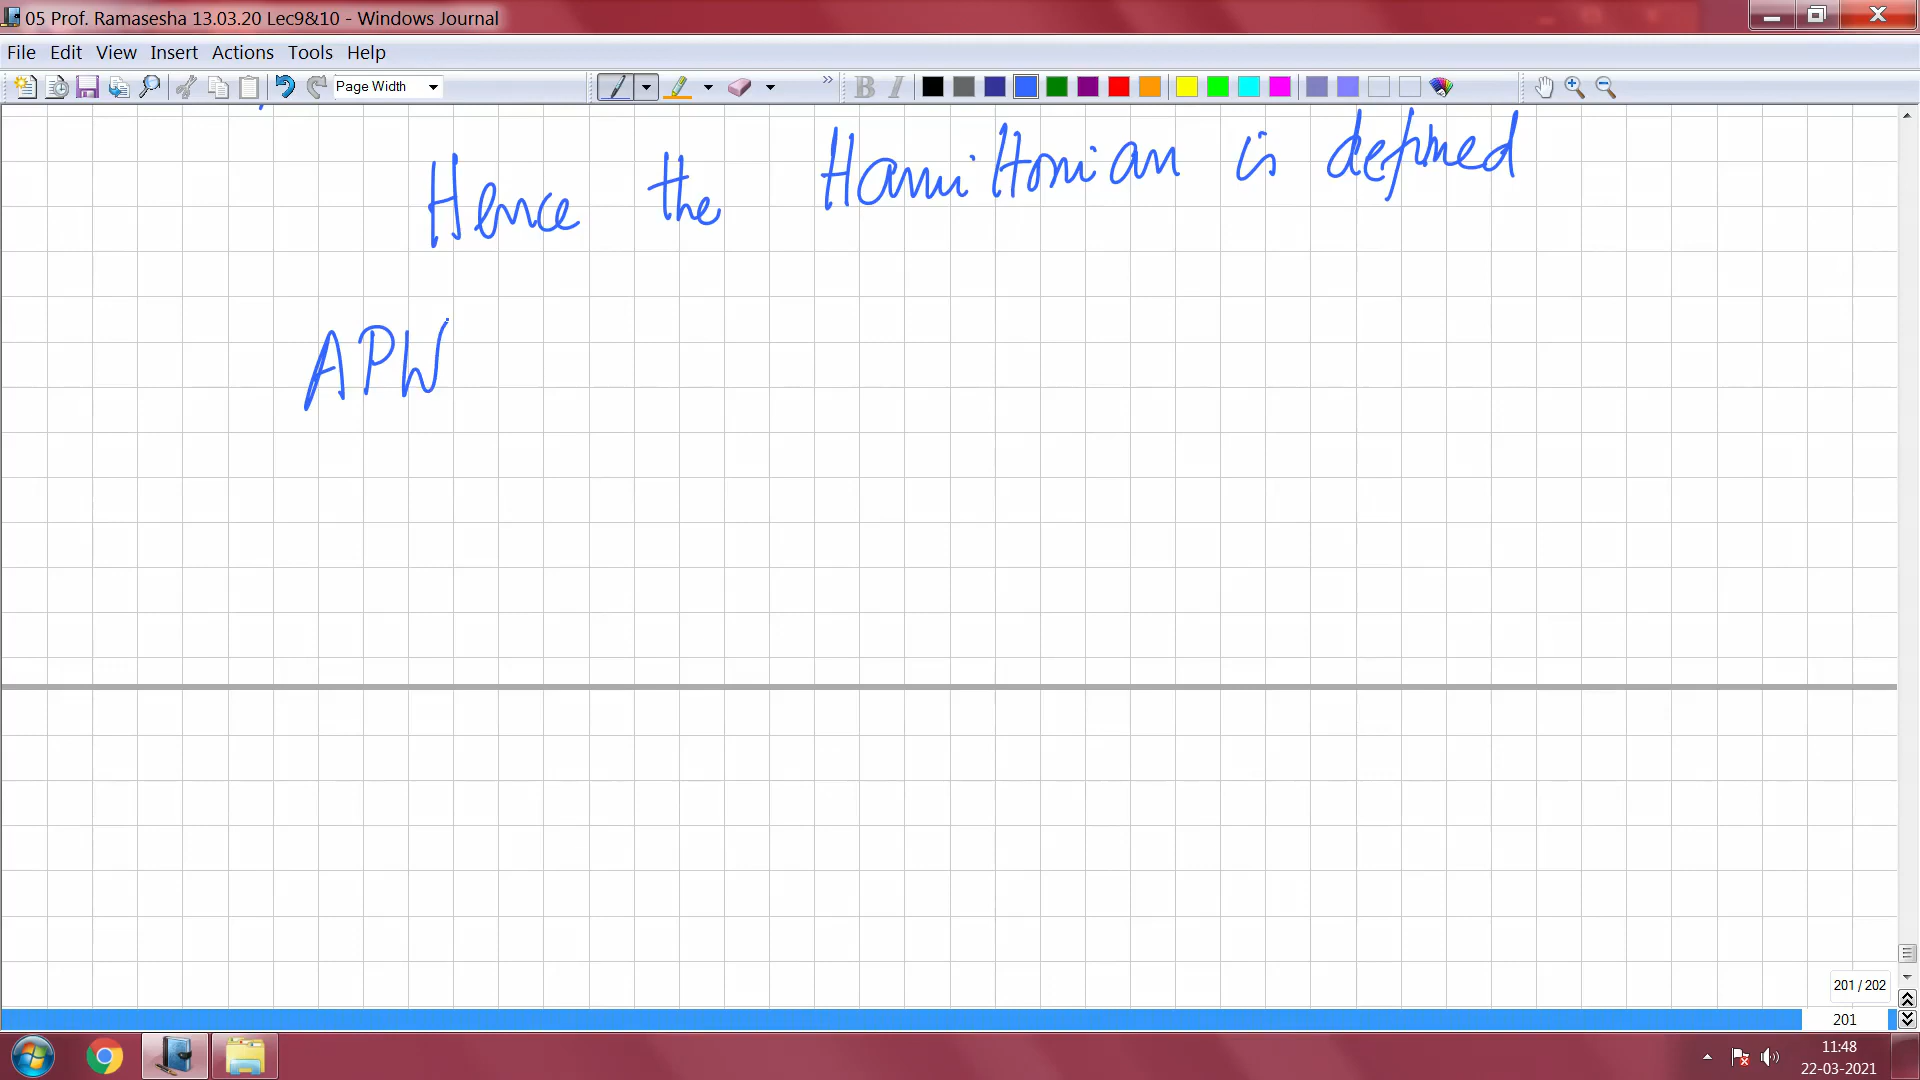 05 Prof. Ramasesha 13.03.20 Lec9&10 - Windows Journal
File Edit View Insert Actions Tools Help
Page Width
B I
Hence the Hamiltonian is defined
APW
201 / 202
201
11:48
22-03-2021